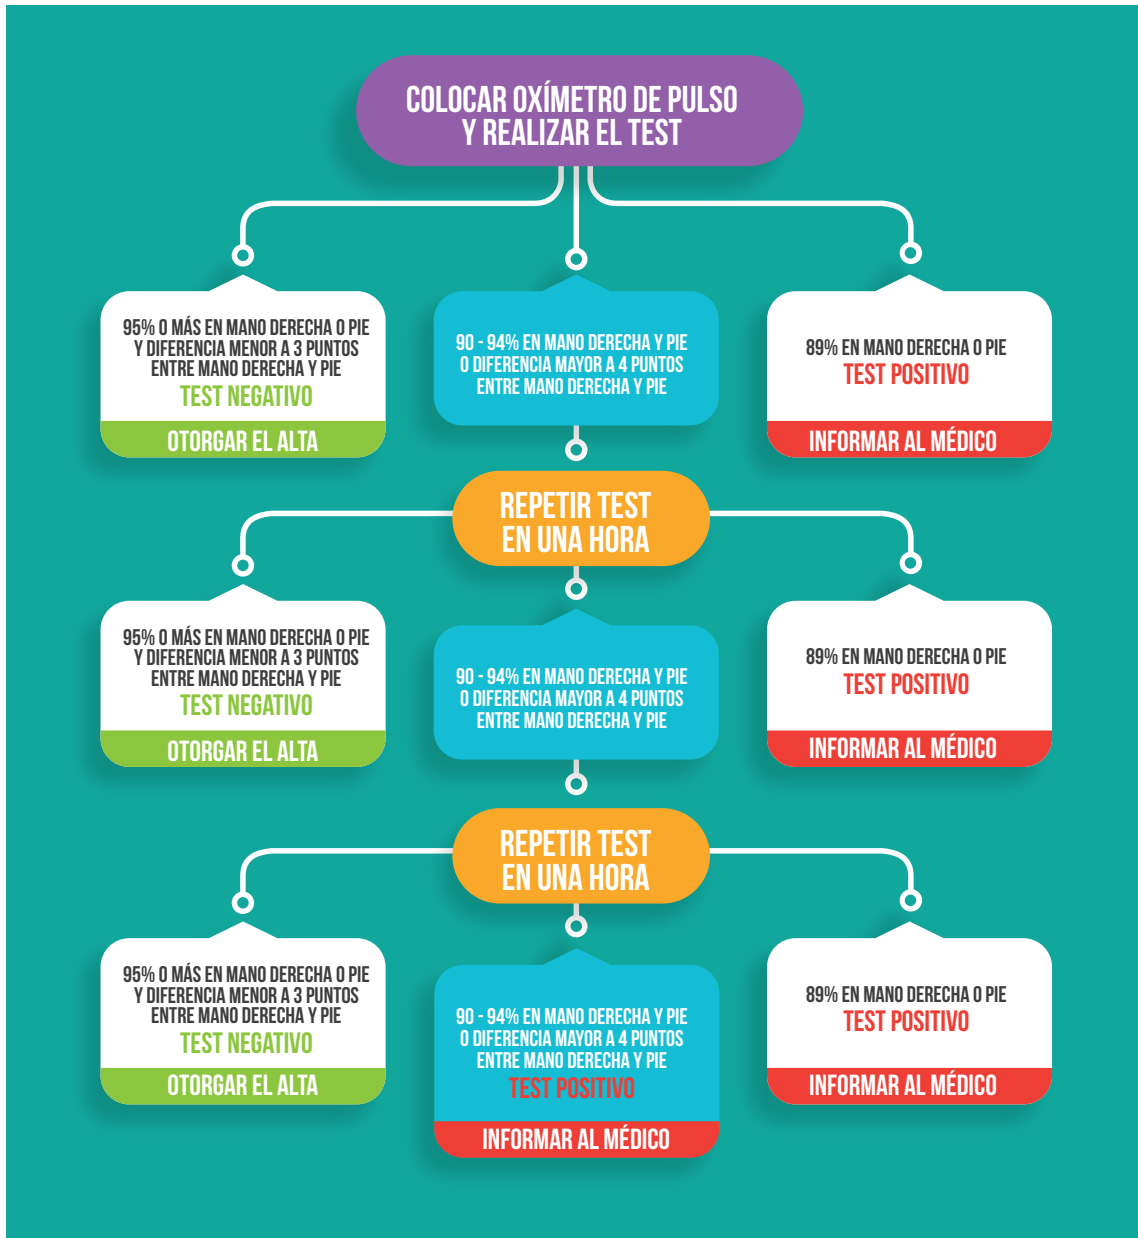 COLOCAR OXÍMETRO DE PULSO
Y REALIZAR EL TEST
95% O MÁS EN MANO DERECHA O PIE
Y DIFERENCIA MENOR A 3 PUNTOS
ENTRE MANO DERECHA Y PIE
TEST NEGATIVO
OTORGAR EL ALTA
90 - 94% EN MANO DERECHA Y PIE
O DIFERENCIA MAYOR A 4 PUNTOS
ENTRE MANO DERECHA Y PIE
89% EN MANO DERECHA O PIE
TEST POSITIVO
INFORMAR AL MÉDICO
REPETIR TEST
EN UNA HORA
95% O MÁS EN MANO DERECHA O PIE
Y DIFERENCIA MENOR A 3 PUNTOS
ENTRE MANO DERECHA Y PIE
TEST NEGATIVO
OTORGAR EL ALTA
90 - 94% EN MANO DERECHA Y PIE
O DIFERENCIA MAYOR A 4 PUNTOS
ENTRE MANO DERECHA Y PIE
89% EN MANO DERECHA O PIE
TEST POSITIVO
INFORMAR AL MÉDICO
REPETIR TEST
EN UNA HORA
95% O MÁS EN MANO DERECHA O PIE
Y DIFERENCIA MENOR A 3 PUNTOS
ENTRE MANO DERECHA Y PIE
TEST NEGATIVO
OTORGAR EL ALTA
90 - 94% EN MANO DERECHA Y PIE
O DIFERENCIA MAYOR A 4 PUNTOS
ENTRE MANO DERECHA Y PIE
TEST POSITIVO
INFORMAR AL MÉDICO
89% EN MANO DERECHA O PIE
TEST POSITIVO
INFORMAR AL MÉDICO